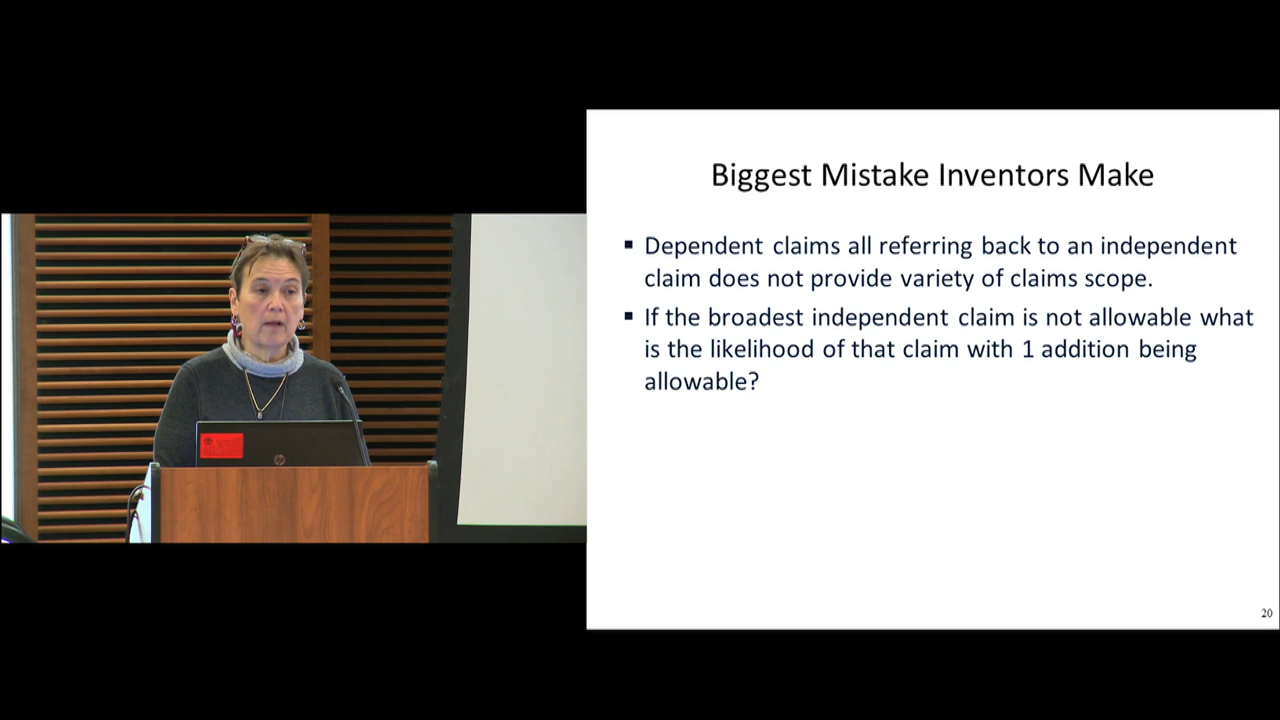 Biggest Mistake Inventors Make
▪ Dependent claims all referring back to an independent
claim does not provide variety of claims scope.
▪ If the broadest independent claim is not allowable what
is the likelihood of that claim with 1 addition being
allowable?
20
hp